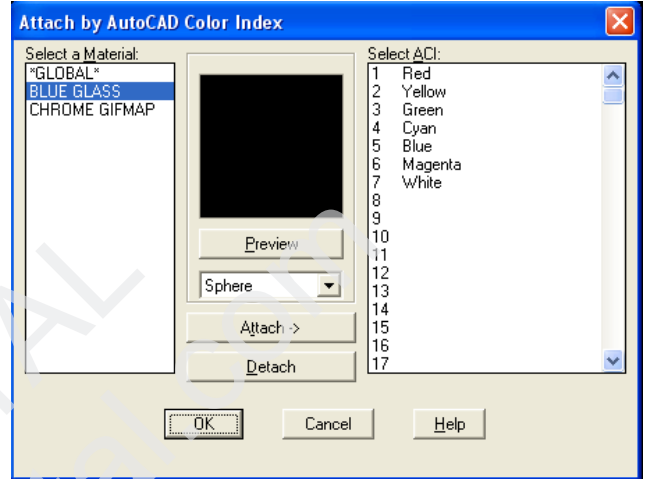 Attach by AutoCAD Color Index
Select a Material:
*GLOBAL*
BLUE GLASS
CHROME GIFMAP
Preview
Sphere
Attach ->
Detach
Select ACI:
1 Red
2 Yellow
3 Green
4 Cyan
5 Blue
6 Magenta
7 White
8
9
10
11
12
13
14
15
16
17
OK
Cancel
Help